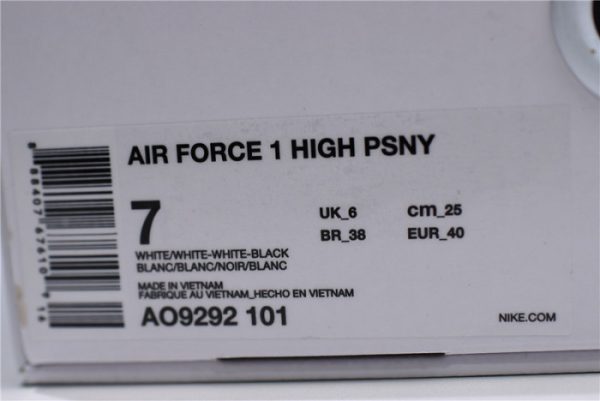 AIR FORCE 1 HIGH PSNY
7
UK_6 cm_25
BR_38 EUR_40
WHITE/WHITE-WHITE-BLACK
BLANC/BLANC/NOIR/BLANC
MADE IN VIETNAM
FABRIQUE AU VIETNAM_HECHO EN VIETNAM
AO9292 101
NIKE.COM